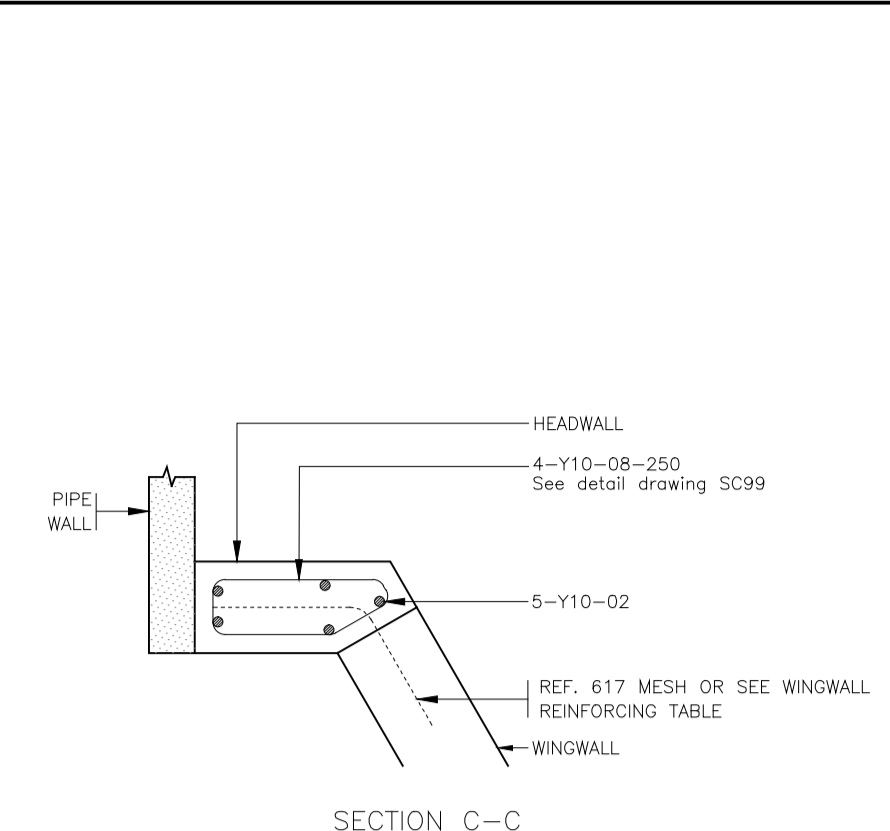 HEADWALL
4-Y10-08-250
See detail drawing SC99
PIPE
WALL
5-Y10-02
REF. 617 MESH OR SEE WINGWALL
REINFORCING TABLE
WINGWALL
SECTION C-C